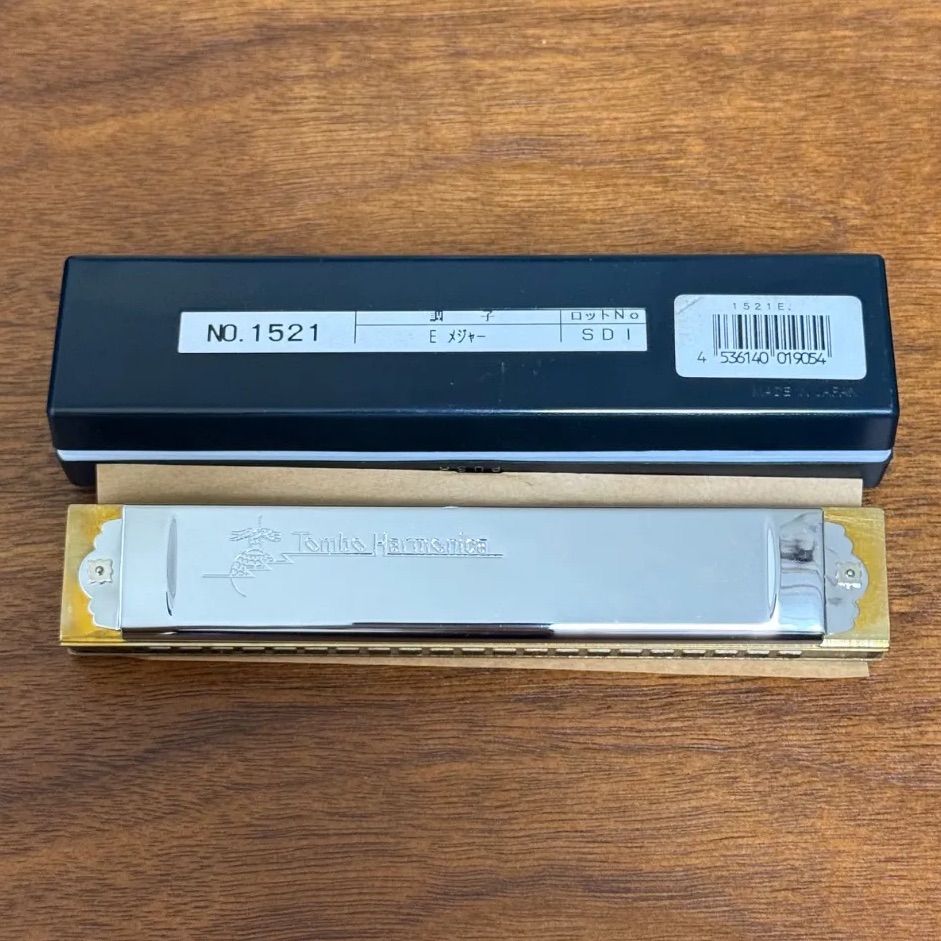 NO.1521
調 子
E メジャー
ロットNo
SDI
1521E.
4 536140 019054
MADE IN JAPAN
PUSH
Tombo Harmonica